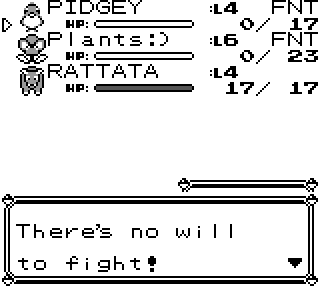 PIDGEY :L4 FNT
HP: 0/ 17
Plants:) :L6 FNT
HP: 0/ 23
RATTATA :L4
HP: 17/ 17
There's no will
to fight!